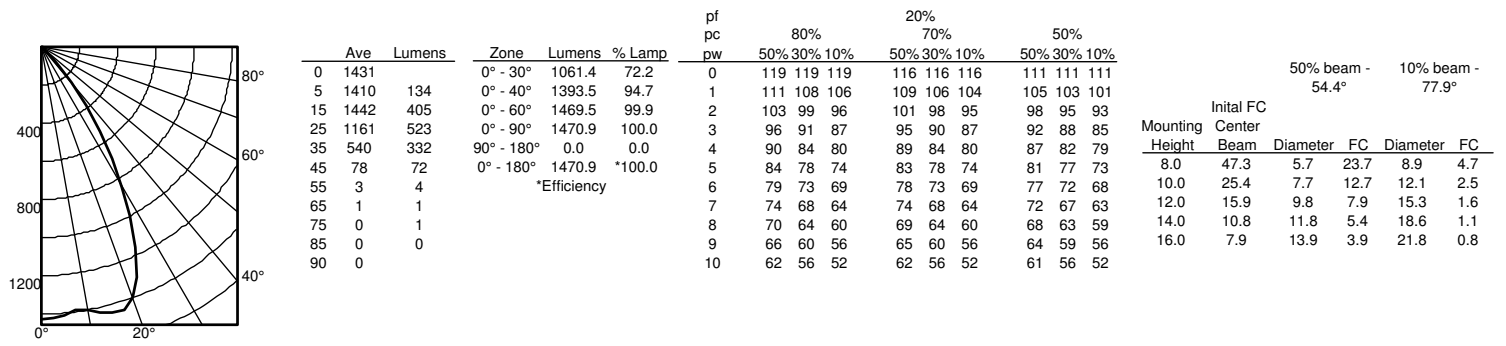 80°
60°
40°
400
800
1200
0° 20°
Ave Lumens
0 1431
5 1410 134
15 1442 405
25 1161 523
35 540 332
45 78 72
55 3 4
65 1 1
75 0 1
85 0 0
90 0
Zone Lumens % Lamp
0° - 30° 1061.4 72.2
0° - 40° 1393.5 94.7
0° - 60° 1469.5 99.9
0° - 90° 1470.9 100.0
90° - 180° 0.0 0.0
0° - 180° 1470.9 *100.0
*Efficiency
pf 20%
pc 80% 70% 50%
pw 50% 30% 10% 50% 30% 10% 50% 30% 10%
0 119 119 119 116 116 116 111 111 111
1 111 108 106 109 106 104 105 103 101
2 103 99 96 101 98 95 98 95 93
3 96 91 87 95 90 87 92 88 85
4 90 84 80 89 84 80 87 82 79
5 84 78 74 83 78 74 81 77 73
6 79 73 69 78 73 69 77 72 68
7 74 68 64 74 68 64 72 67 63
8 70 64 60 69 64 60 68 63 59
9 66 60 56 65 60 56 64 59 56
10 62 56 52 62 56 52 61 56 52
50% beam - 10% beam -
54.4° 77.9°
Inital FC
Mounting Center
Height Beam Diameter FC Diameter FC
8.0 47.3 5.7 23.7 8.9 4.7
10.0 25.4 7.7 12.7 12.1 2.5
12.0 15.9 9.8 7.9 15.3 1.6
14.0 10.8 11.8 5.4 18.6 1.1
16.0 7.9 13.9 3.9 21.8 0.8